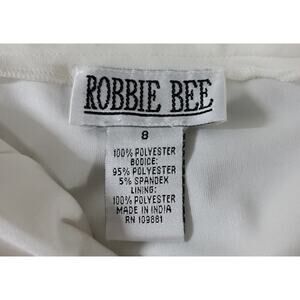 ROBBIE BEE
8
100% POLYESTER
BODICE:
95% POLYESTER
5% SPANDEX
LINING:
100% POLYESTER
MADE IN INDIA
RN 109881